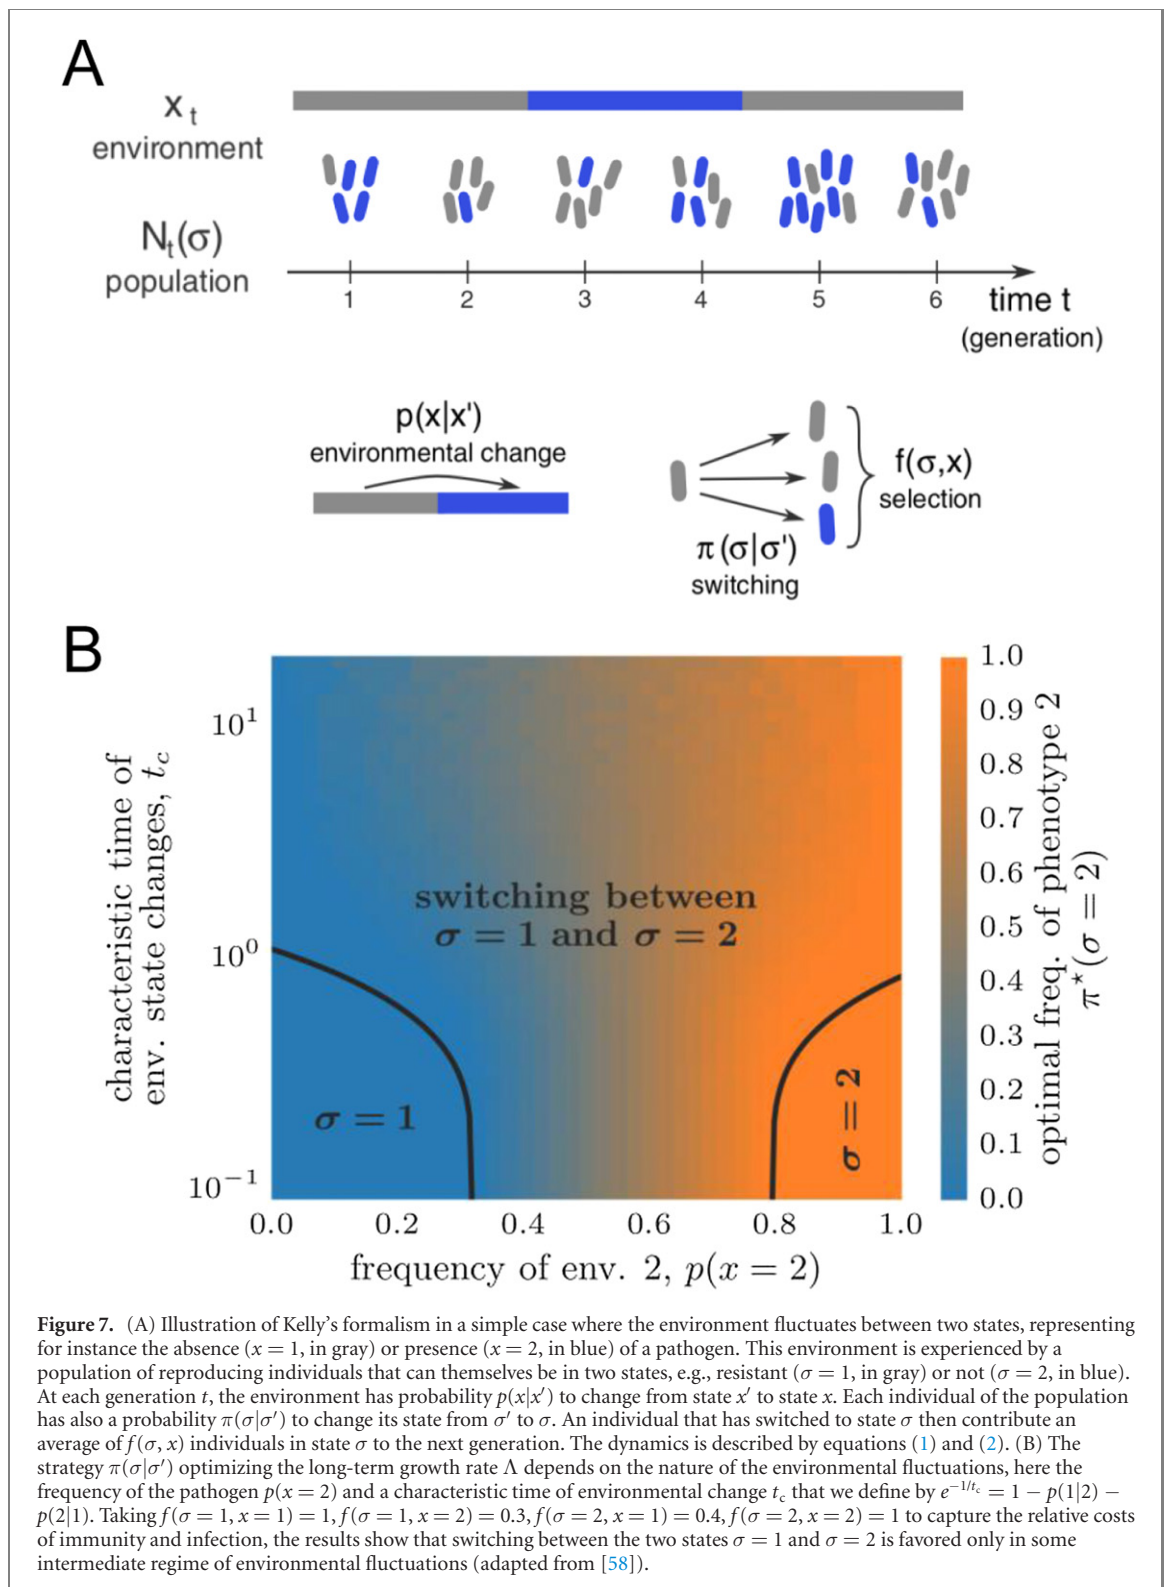 A
x t
environment
Nt(σ)
population
1 2 3 4 5 6
time t
(generation)
p(x|x')
environmental change
f(σ,x)
selection
π(σ|σ')
switching
B
characteristic time of
env. state changes, tc
10¹
10⁰
10⁻¹
switching between
σ = 1 and σ = 2
σ = 1
σ = 2
0.0 0.2 0.4 0.6 0.8 1.0
frequency of env. 2, p(x = 2)
1.0
0.9
0.8
0.7
0.6
0.5
0.4
0.3
0.2
0.1
0.0
optimal freq. of phenotype 2
π⋆(σ = 2)
Figure 7. (A) Illustration of Kelly's formalism in a simple case where the environment fluctuates between two states, representing
for instance the absence (x = 1, in gray) or presence (x = 2, in blue) of a pathogen. This environment is experienced by a
population of reproducing individuals that can themselves be in two states, e.g., resistant (σ = 1, in gray) or not (σ = 2, in blue).
At each generation t, the environment has probability p(x|x′) to change from state x′ to state x. Each individual of the population
has also a probability π(σ|σ′) to change its state from σ′ to σ. An individual that has switched to state σ then contribute an
average of f(σ, x) individuals in state σ to the next generation. The dynamics is described by equations (1) and (2). (B) The
strategy π(σ|σ′) optimizing the long-term growth rate Λ depends on the nature of the environmental fluctuations, here the
frequency of the pathogen p(x = 2) and a characteristic time of environmental change tc that we define by e^{−1/tc} = 1 − p(1|2) −
p(2|1). Taking f(σ = 1, x = 1) = 1, f(σ = 1, x = 2) = 0.3, f(σ = 2, x = 1) = 0.4, f(σ = 2, x = 2) = 1 to capture the relative costs
of immunity and infection, the results show that switching between the two states σ = 1 and σ = 2 is favored only in some
intermediate regime of environmental fluctuations (adapted from [58]).